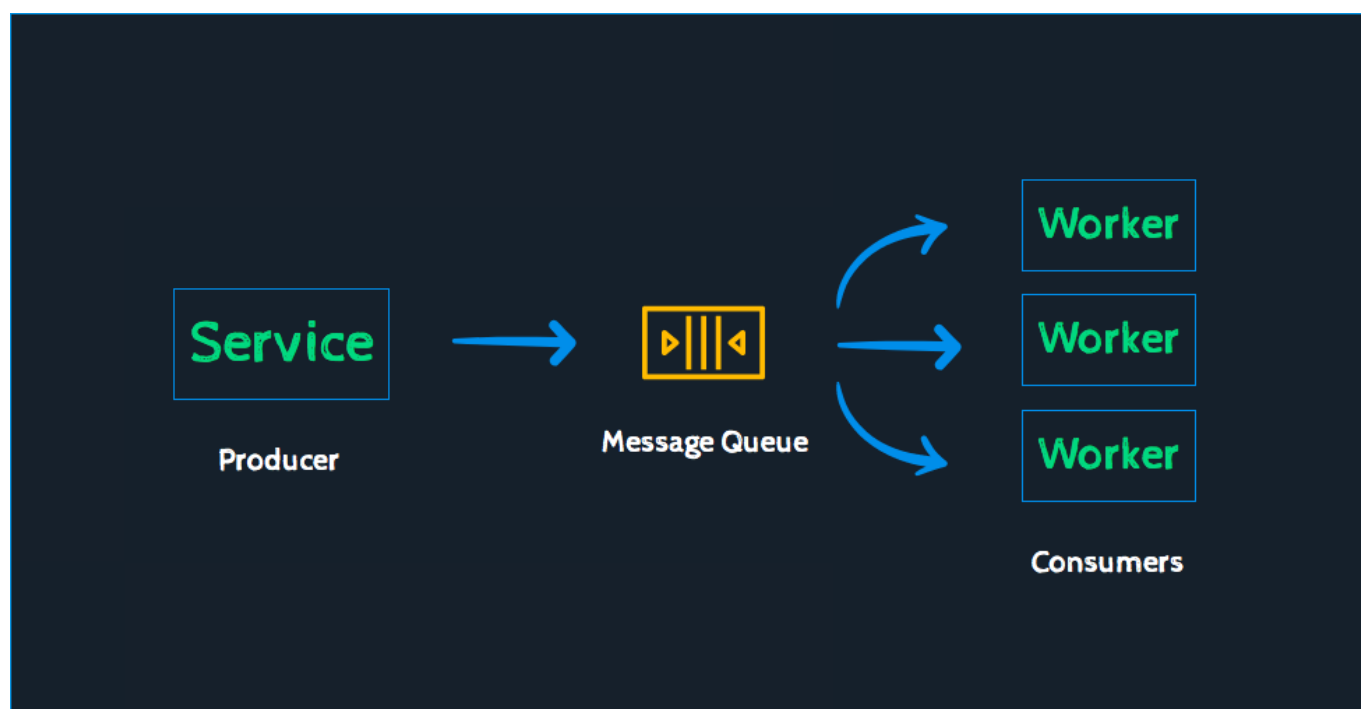 Service
Producer
Message Queue
Worker
Worker
Worker
Consumers